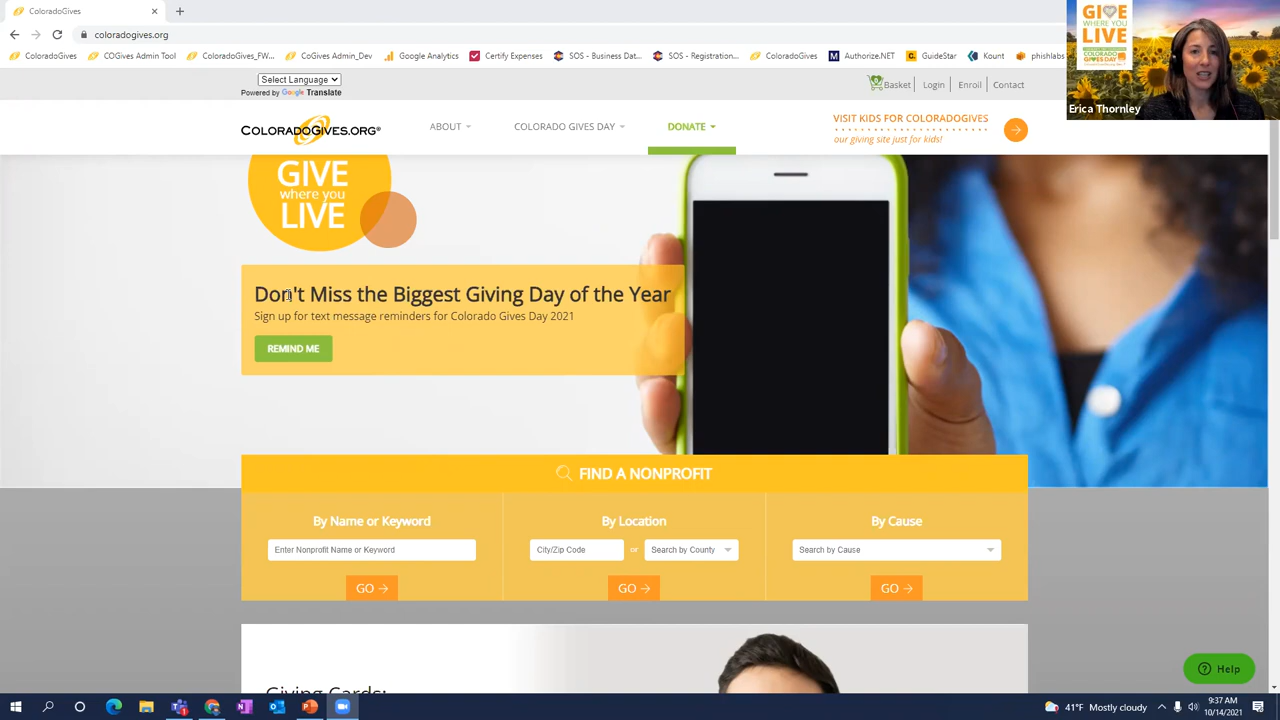 ColoradoGives
coloradogives.org
ColoradoGives
COGives Admin Tool
ColoradoGives_FW...
CoGives Admin_Dev
Google Analytics
Certify Expenses
SOS - Business Dat...
SOS - Registration...
ColoradoGives
Authorize.NET
GuideStar
Kount
phishlabs
GIVE
WHERE YOU
LIVE
COLORADO
GIVES DAY
Erica Thornley
Select Language
Powered by Google Translate
Basket
Login
Enroll
Contact
COLORADOGIVES.ORG®
ABOUT
COLORADO GIVES DAY
DONATE
VISIT KIDS FOR COLORADOGIVES
our giving site just for kids!
GIVE
where you
LIVE
Don't Miss the Biggest Giving Day of the Year
Sign up for text message reminders for Colorado Gives Day 2021
REMIND ME
FIND A NONPROFIT
By Name or Keyword
By Location
By Cause
Enter Nonprofit Name or Keyword
City/Zip Code
or
Search by County
Search by Cause
GO
GO
GO
Giving Cards:
Help
41°F Mostly cloudy
9:37 AM
10/14/2021